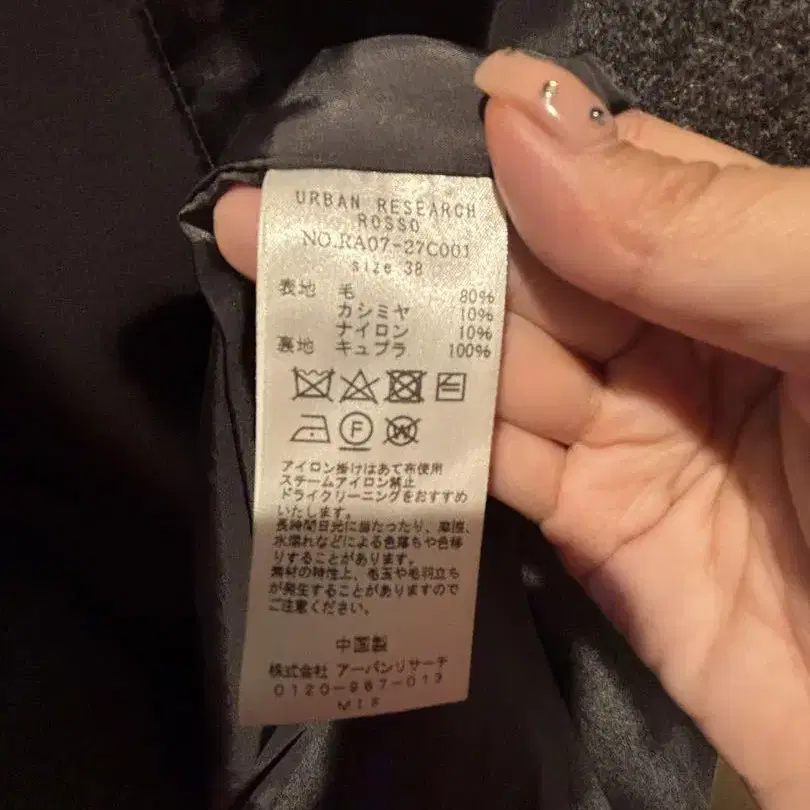 URBAN RESEARCH
ROSSO
NO.RA07-27C001
size 38
表地 毛 80%
カシミヤ 10%
ナイロン 10%
裏地 キュプラ 100%
F W
アイロン掛けはあて布使用
スチームアイロン禁止
ドライクリーニングをおすすめ
いたします。
長時間日光に当たったり、摩擦、
水濡れなどによる色落ちや色移
りすることがあります。
素材の特性上、毛玉や毛羽立ち
が発生することがありますので
ご注意ください。
中国製
株式会社 アーバンリサーチ
0120-987-013